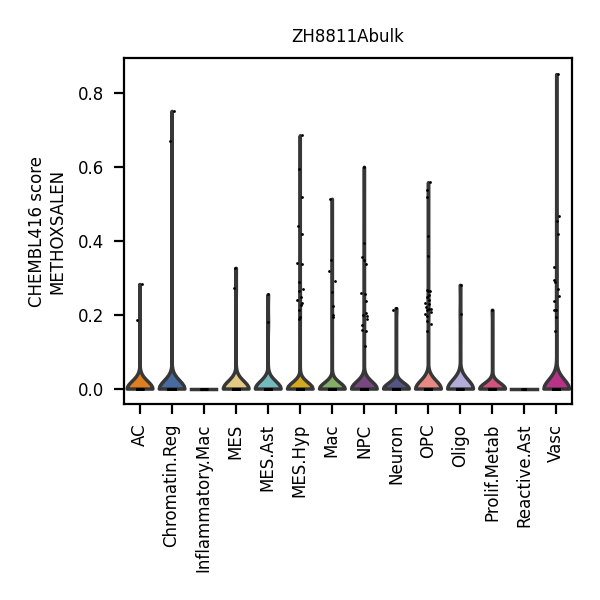 ZH8811Abulk
CHEMBL416 score
METHOXSALEN
0.8
0.6
0.4
0.2
0.0
AC
Chromatin.Reg
Inflammatory.Mac
MES
MES.Ast
MES.Hyp
Mac
NPC
Neuron
OPC
Oligo
Prolif.Metab
Reactive.Ast
Vasc